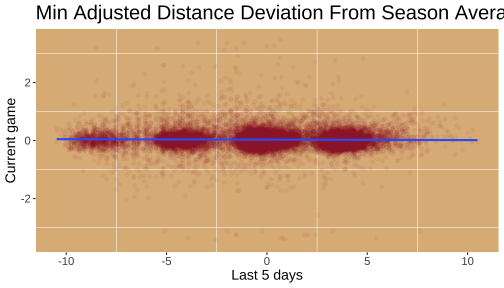 Min Adjusted Distance Deviation From Season Avera
2
0
-2
Current game
-10 -5 0 5 10
Last 5 days